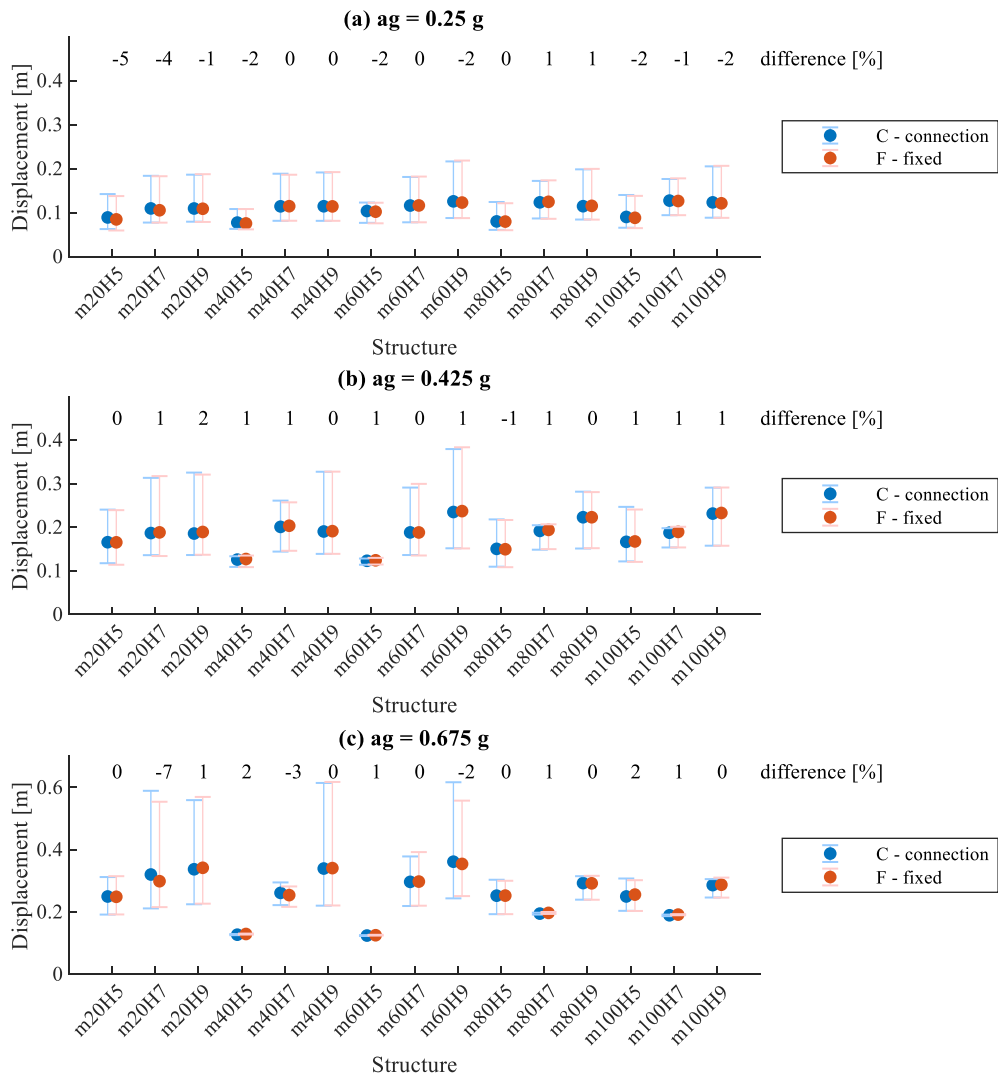 (a) ag = 0.25 g
-5 -4 -1 -2 0 0 -2 0 -2 0 1 1 -2 -1 -2 difference [%]
Displacement [m]
0.4
0.3
0.2
0.1
0
C - connection
F - fixed
m20H5 m20H7 m20H9 m40H5 m40H7 m40H9 m60H5 m60H7 m60H9 m80H5 m80H7 m80H9 m100H5 m100H7 m100H9
Structure
(b) ag = 0.425 g
0 1 2 1 1 0 1 0 1 -1 1 0 1 1 1 difference [%]
Displacement [m]
0.4
0.3
0.2
0.1
0
C - connection
F - fixed
m20H5 m20H7 m20H9 m40H5 m40H7 m40H9 m60H5 m60H7 m60H9 m80H5 m80H7 m80H9 m100H5 m100H7 m100H9
Structure
(c) ag = 0.675 g
0 -7 1 2 -3 0 1 0 -2 0 1 0 2 1 0 difference [%]
Displacement [m]
0.6
0.4
0.2
0
C - connection
F - fixed
m20H5 m20H7 m20H9 m40H5 m40H7 m40H9 m60H5 m60H7 m60H9 m80H5 m80H7 m80H9 m100H5 m100H7 m100H9
Structure